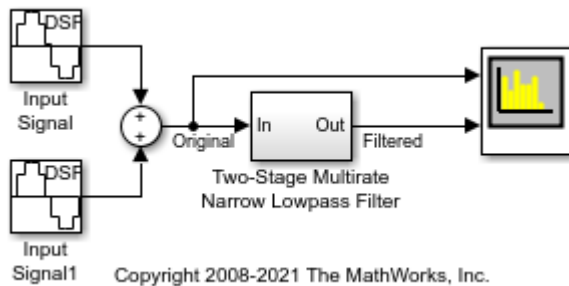 DSP
Input
Signal
+
+
Original
In
Out
Filtered
Two-Stage Multirate
Narrow Lowpass Filter
DSP
Input
Signal1
Copyright 2008-2021 The MathWorks, Inc.